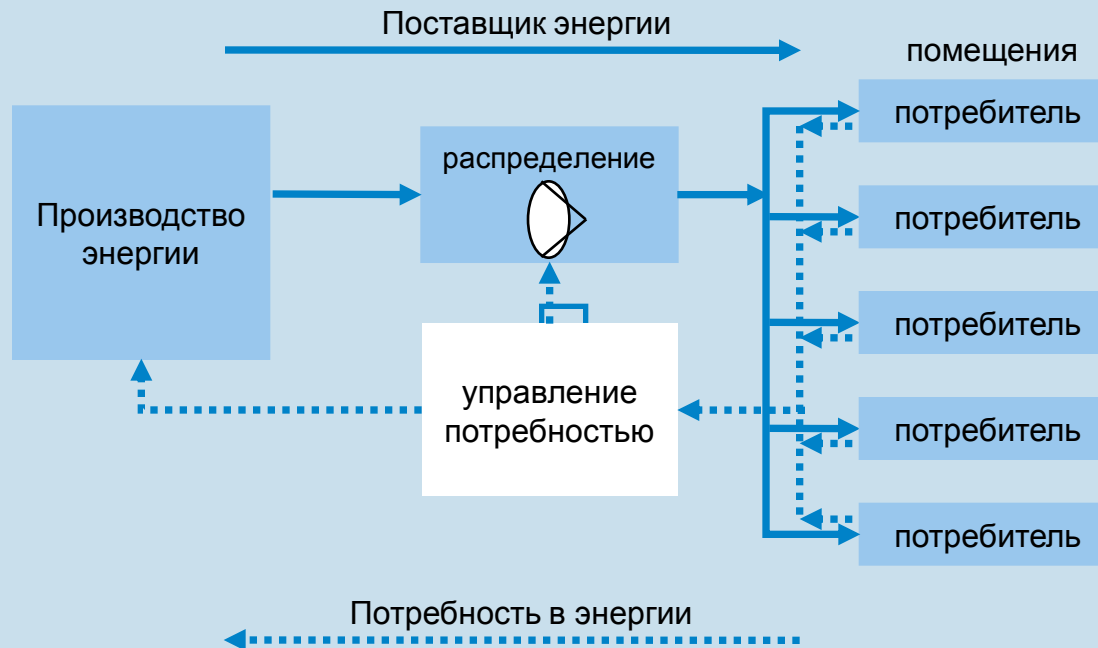 Поставщик энергии
помещения
потребитель
распределение
Производство
энергии
потребитель
потребитель
управление
потребностью
потребитель
потребитель
Потребность в энергии